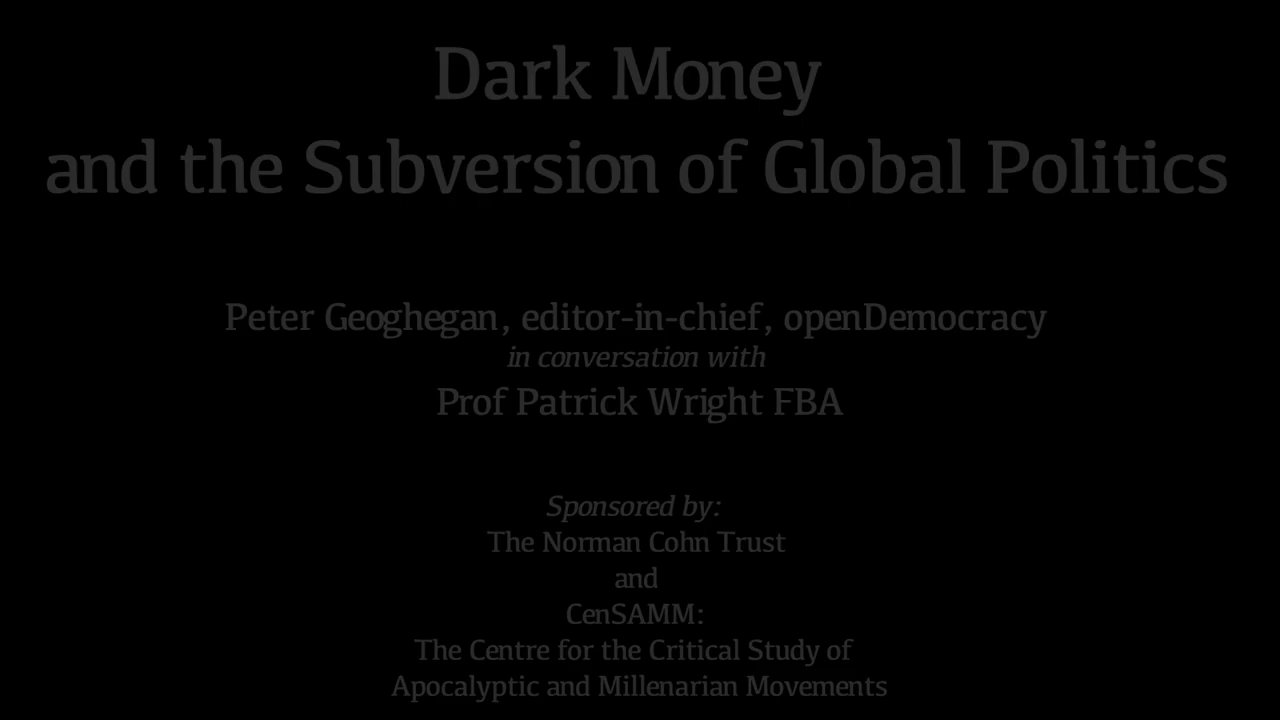 Dark Money
and the Subversion of Global Politics
Peter Geoghegan, editor-in-chief, openDemocracy
in conversation with
Prof Patrick Wright FBA
Sponsored by:
The Norman Cohn Trust
and
CenSAMM:
The Centre for the Critical Study of
Apocalyptic and Millenarian Movements